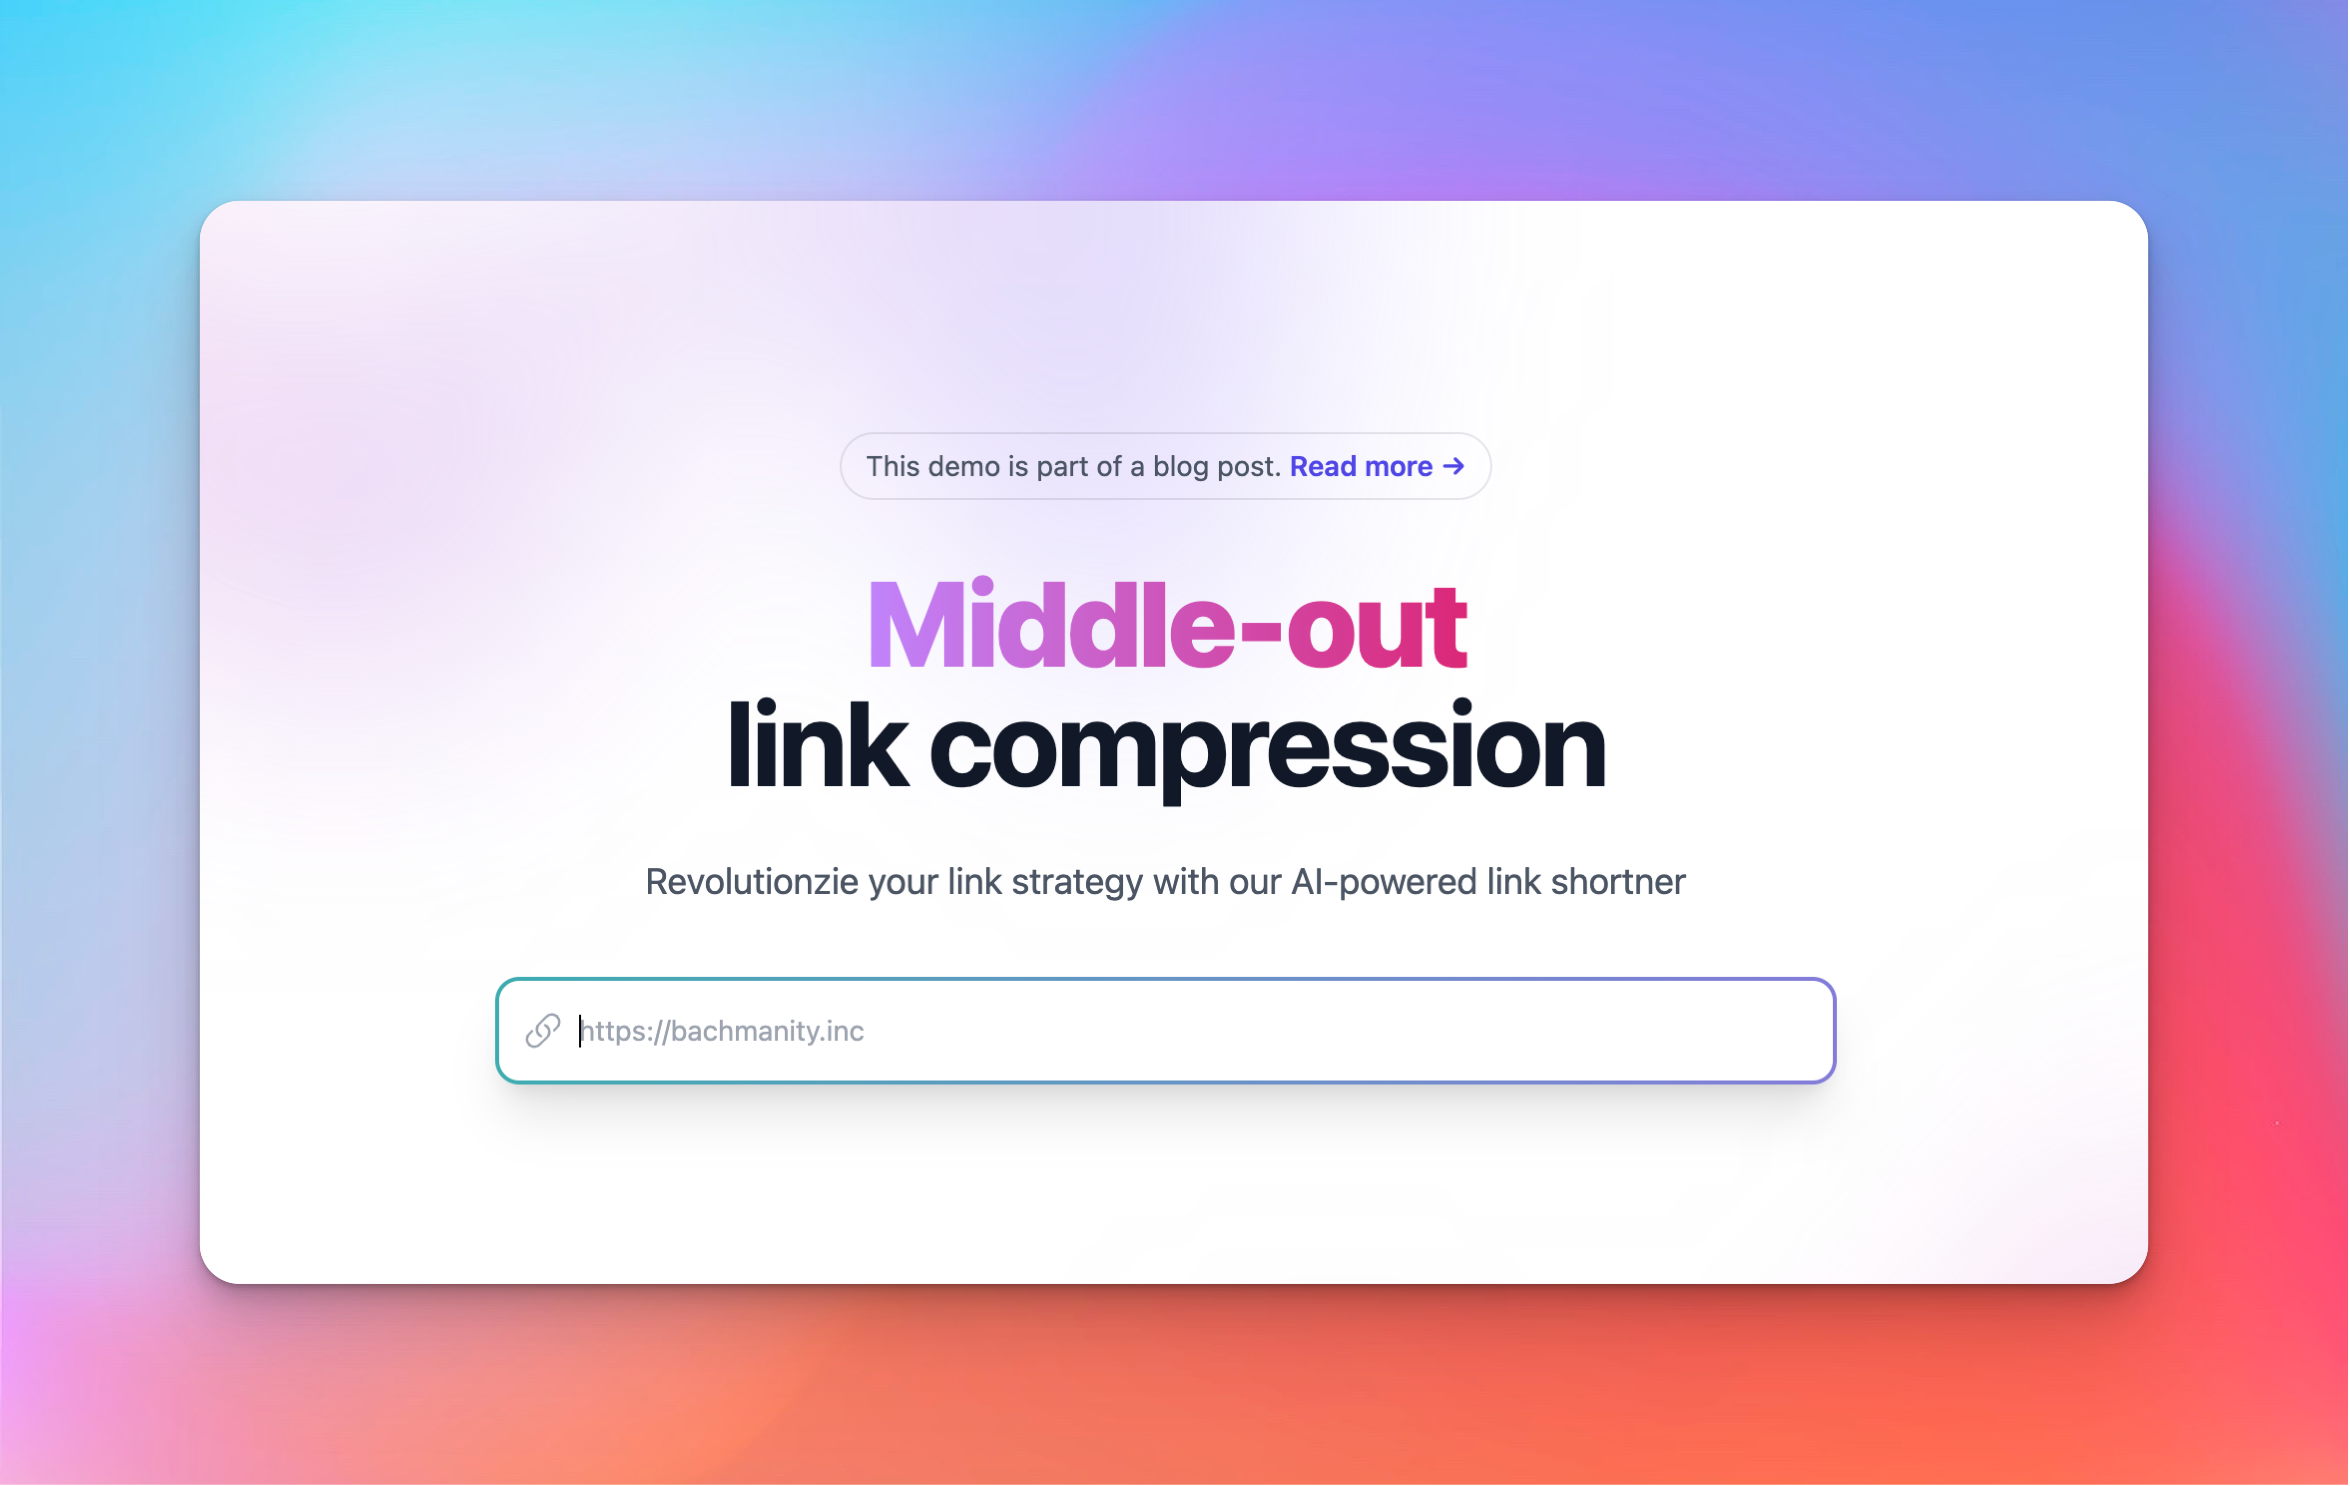 This demo is part of a blog post. Read more →
Middle-out
link compression
Revolutionzie your link strategy with our AI-powered link shortner
https://bachmanity.inc